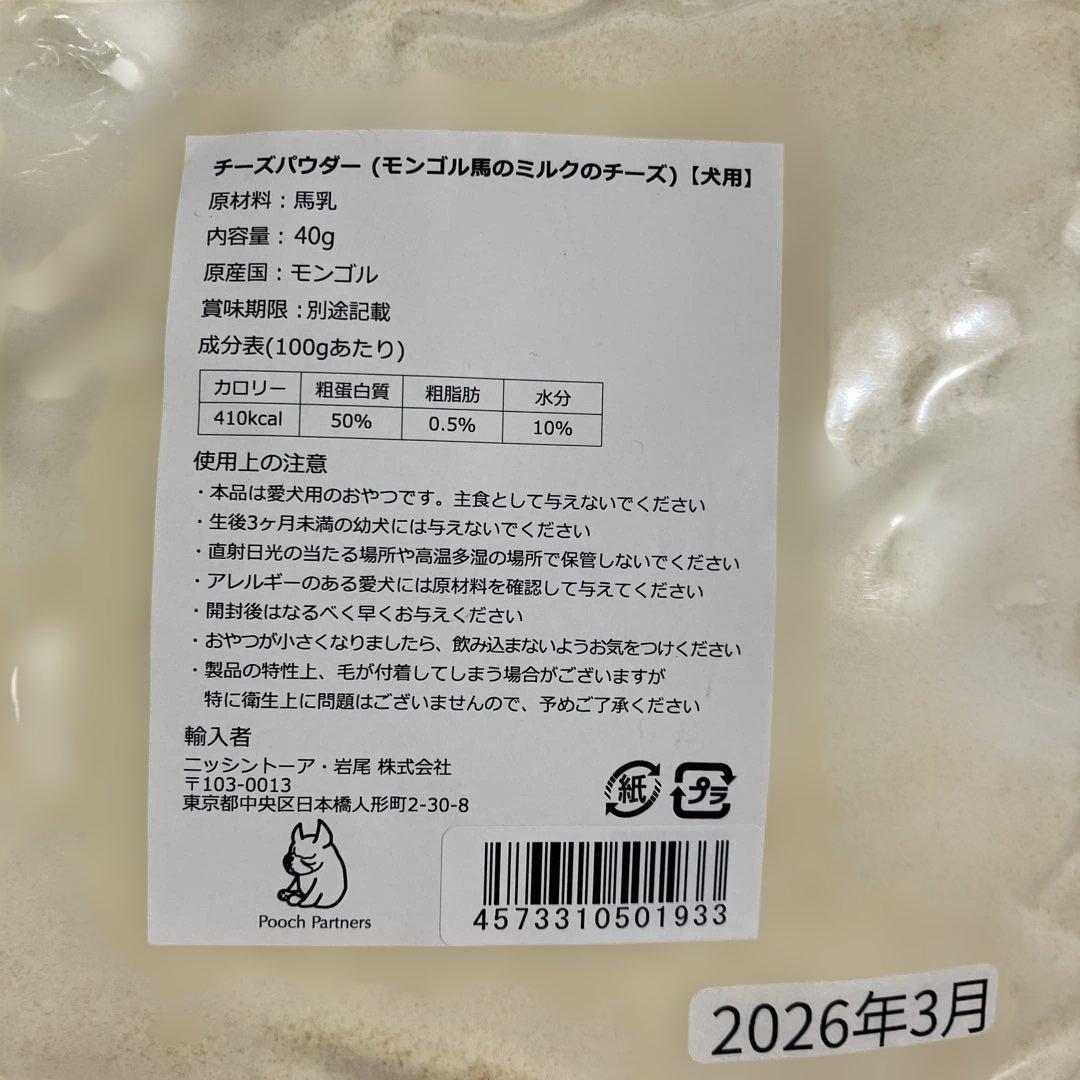 チーズパウダー (モンゴル馬のミルクのチーズ)【犬用】
原材料：馬乳
内容量： 40g
原産国：モンゴル
賞味期限：別途記載
成分表(100gあたり)
カロリー 粗蛋白質 粗脂肪 水分
410kcal 50% 0.5% 10%
使用上の注意
・本品は愛犬用のおやつです。主食として与えないでください
・生後3ヶ月未満の幼犬には与えないでください
・直射日光の当たる場所や高温多湿の場所で保管しないでください
・アレルギーのある愛犬には原材料を確認して与えてください
・開封後はなるべく早くお与えください
・おやつが小さくなりましたら、飲み込まないようお気をつけください
・製品の特性上、毛が付着してしまう場合がございますが
特に衛生上に問題はございませんので、予めご了承ください
輸入者
ニッシントーア・岩尾 株式会社
〒103-0013
東京都中央区日本橋人形町2-30-8
紙 プラ
Pooch Partners
4573310501933
2026年3月